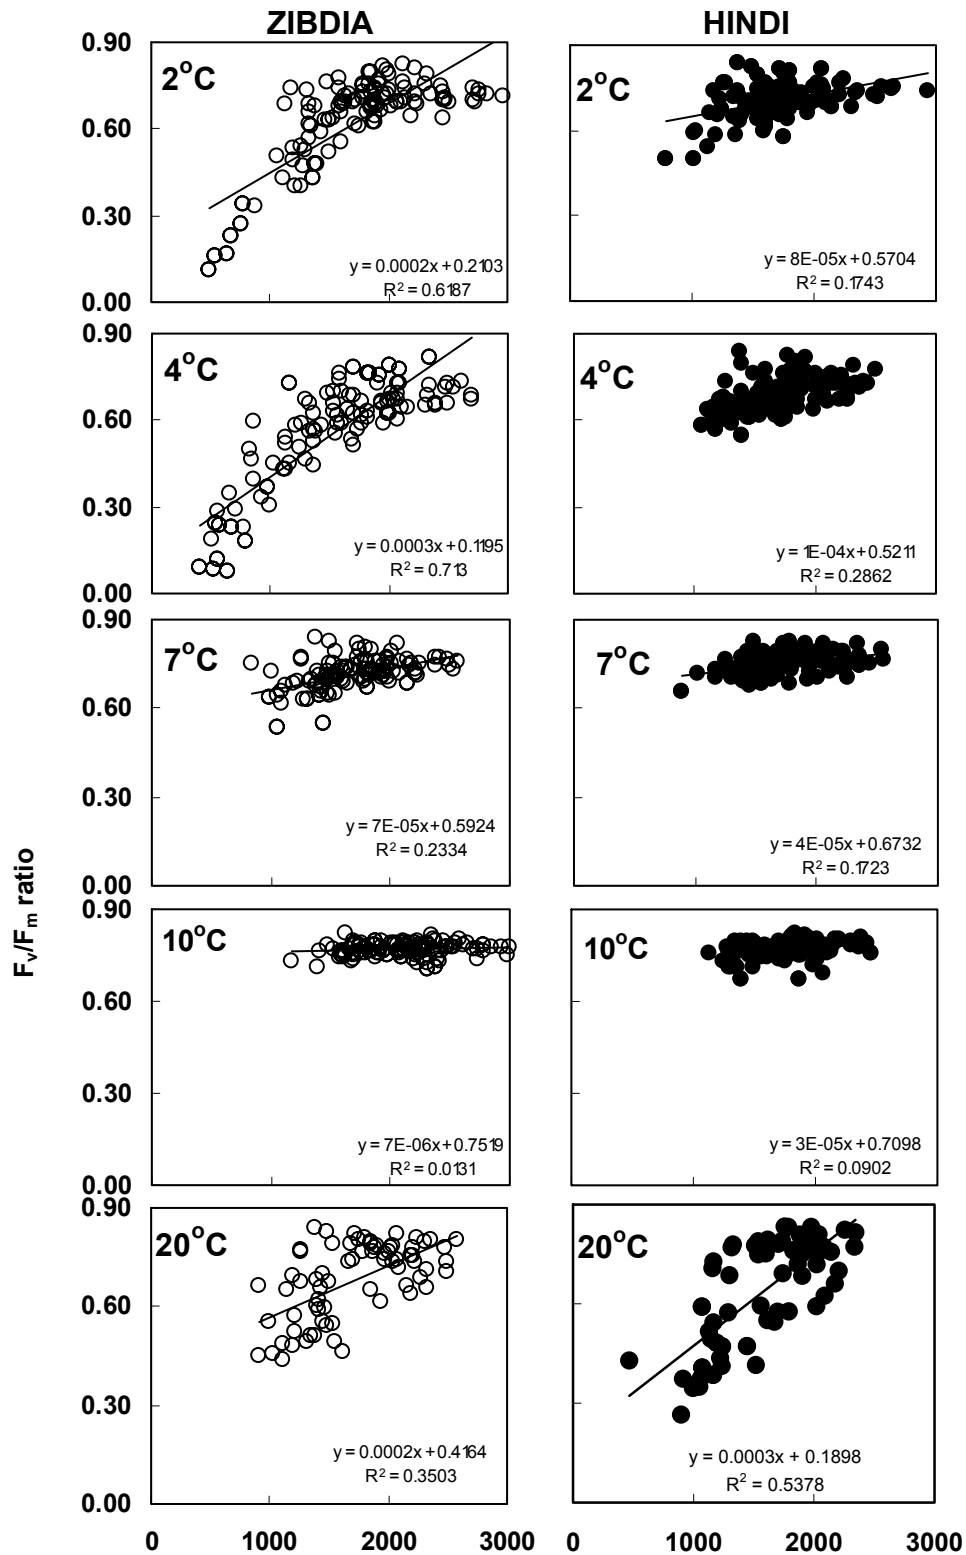 ZIBDIA HINDI
0.90
2°C 2°C
0.60
0.30
y = 0.0002x + 0.2103 y = 8E-05x + 0.5704
R² = 0.6187 R² = 0.1743
0.00
0.90
4°C 4°C
0.60
0.30
y = 0.0003x + 0.1195 y = 1E-04x + 0.5211
R² = 0.713 R² = 0.2862
0.00
0.90
7°C 7°C
0.60
0.30
y = 7E-05x + 0.5924 y = 4E-05x + 0.6732
R² = 0.2334 R² = 0.1723
0.00
Fv/Fm ratio
0.90
10°C 10°C
0.60
0.30
y = 7E-06x + 0.7519 y = 3E-05x + 0.7098
R² = 0.0131 R² = 0.0902
0.00
0.90
20°C 20°C
0.60
0.30
y = 0.0002x + 0.4164 y = 0.0003x + 0.1898
R² = 0.3503 R² = 0.5378
0.00
0 1000 2000 3000 0 1000 2000 3000